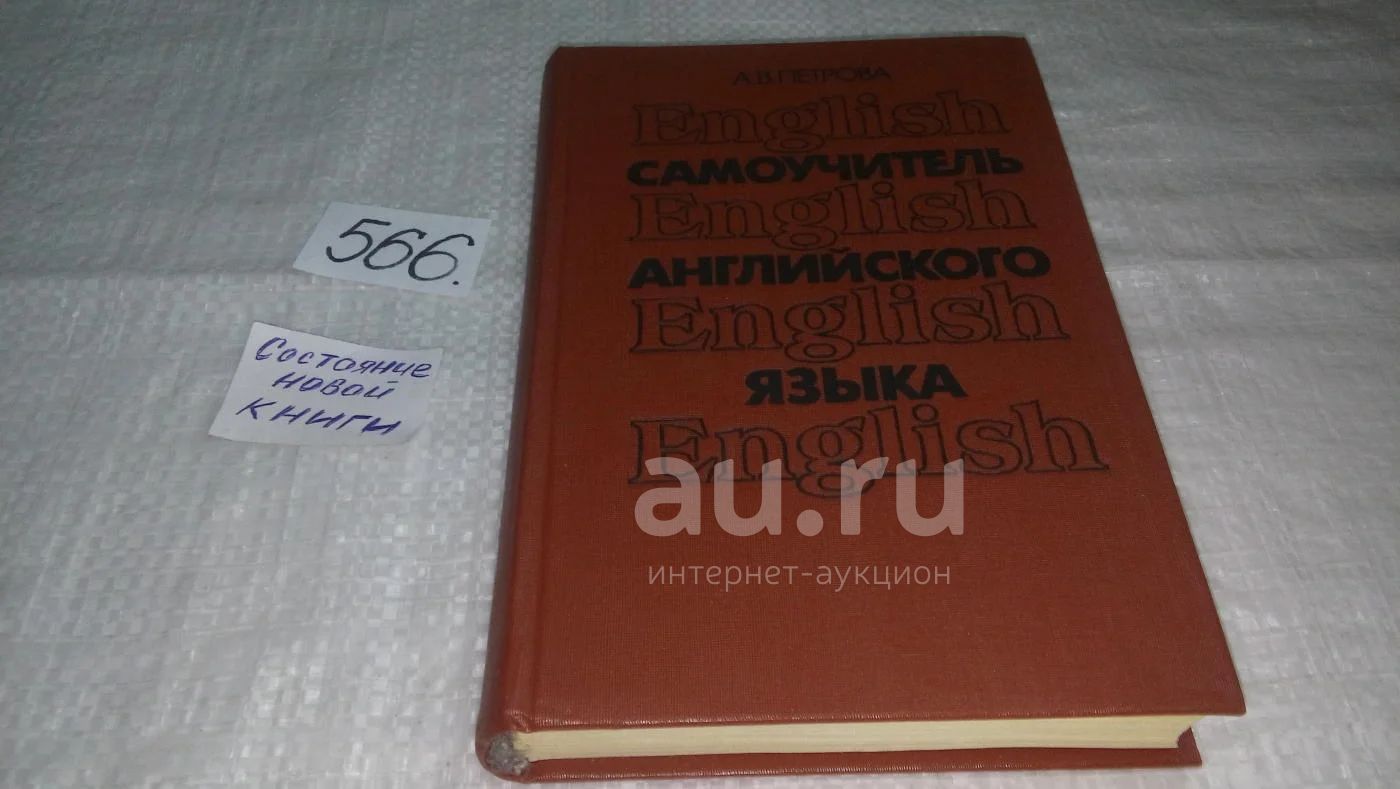 А.В.ПЕТРОВА
English
САМОУЧИТЕЛЬ
English
АНГЛИЙСКОГО
English
ЯЗЫКА
English
566.
Состояние
новой
книги
au.ru
интернет-аукцион